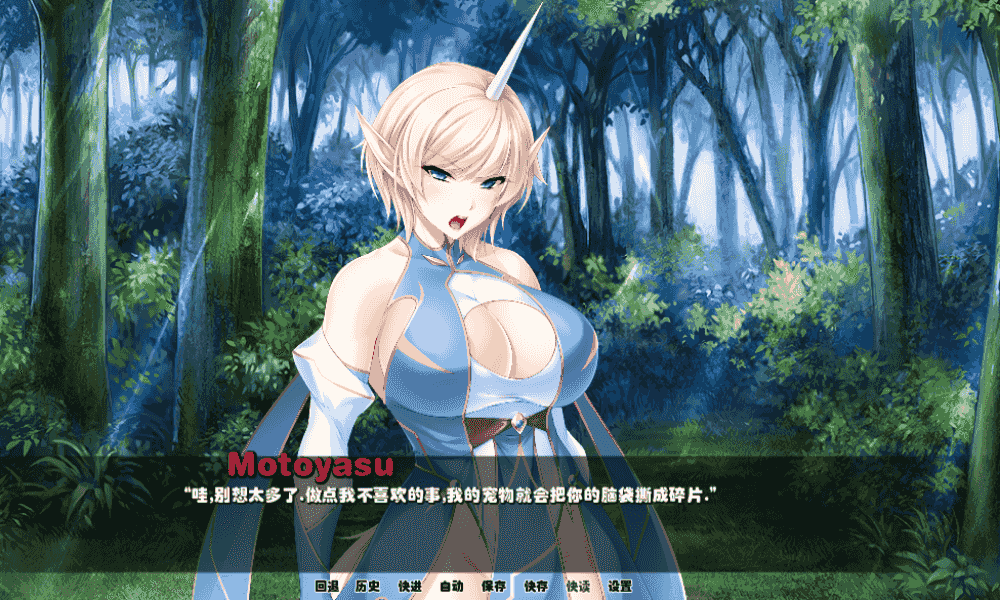 Motoyasu
“哇,别想太多了.做点我不喜欢的事,我的宠物就会把你的脑袋撕成碎片.”
回退 历史 快进 自动 保存 快存 快读 设置